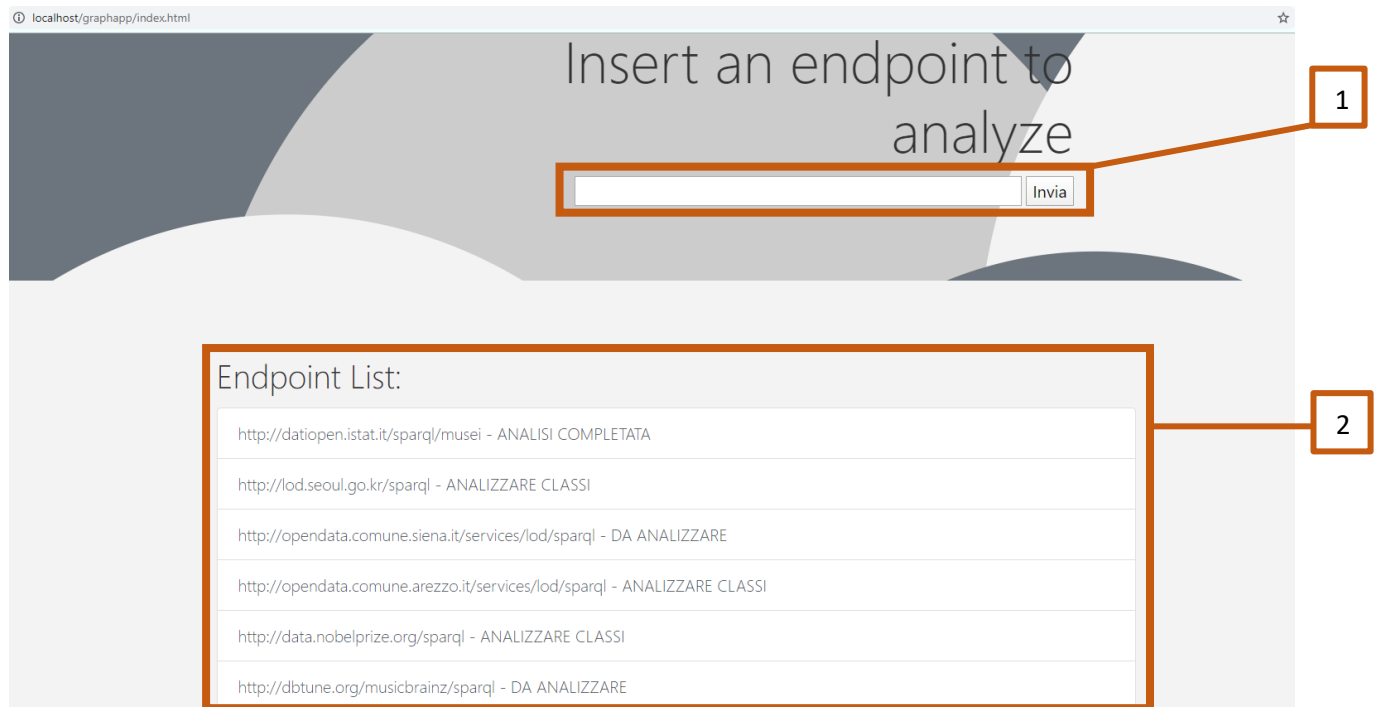 localhost/graphapp/index.html
Insert an endpoint to
analyze
1
Invia
Endpoint List:
2
http://datiopen.istat.it/sparql/musei - ANALISI COMPLETATA
http://lod.seoul.go.kr/sparql - ANALIZZARE CLASSI
http://opendata.comune.siena.it/services/lod/sparql - DA ANALIZZARE
http://opendata.comune.arezzo.it/services/lod/sparql - ANALIZZARE CLASSI
http://data.nobelprize.org/sparql - ANALIZZARE CLASSI
http://dbtune.org/musicbrainz/sparql - DA ANALIZZARE